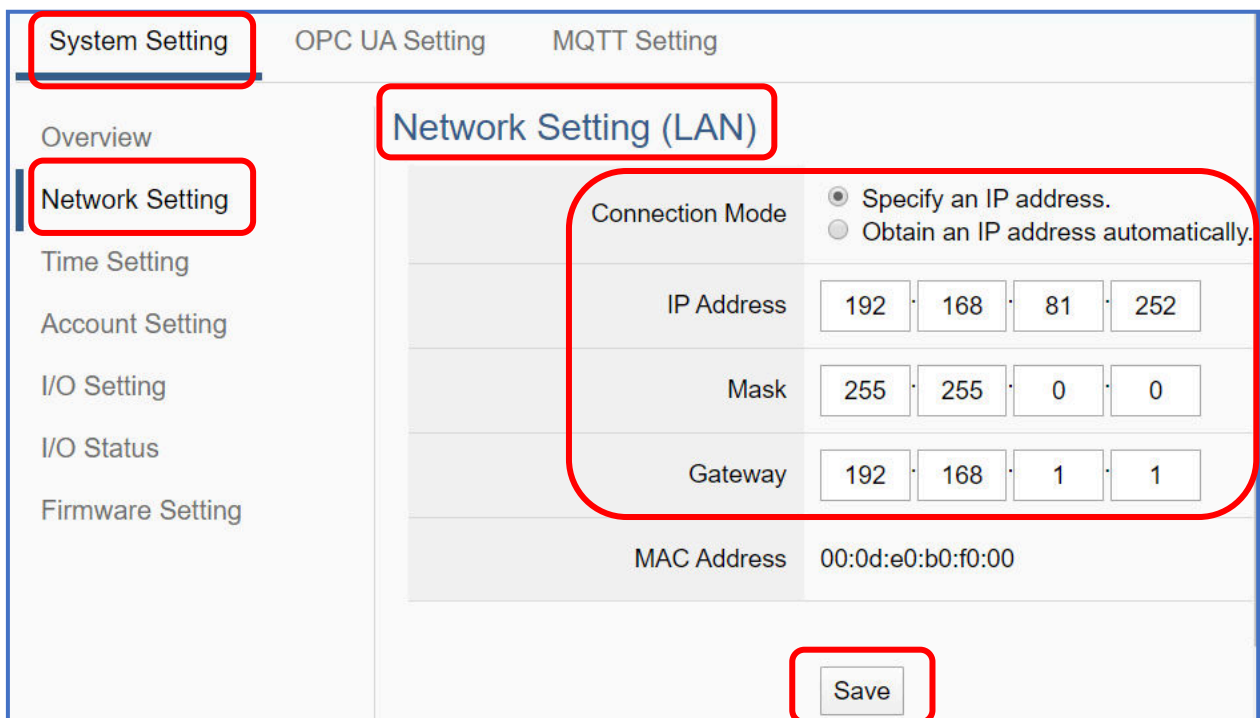 System Setting OPC UA Setting MQTT Setting
Overview
Network Setting
Time Setting
Account Setting
I/O Setting
I/O Status
Firmware Setting
Network Setting (LAN)
Connection Mode
Specify an IP address.
Obtain an IP address automatically.
IP Address 192 . 168 . 81 . 252
Mask 255 . 255 . 0 . 0
Gateway 192 . 168 . 1 . 1
MAC Address 00:0d:e0:b0:f0:00
Save